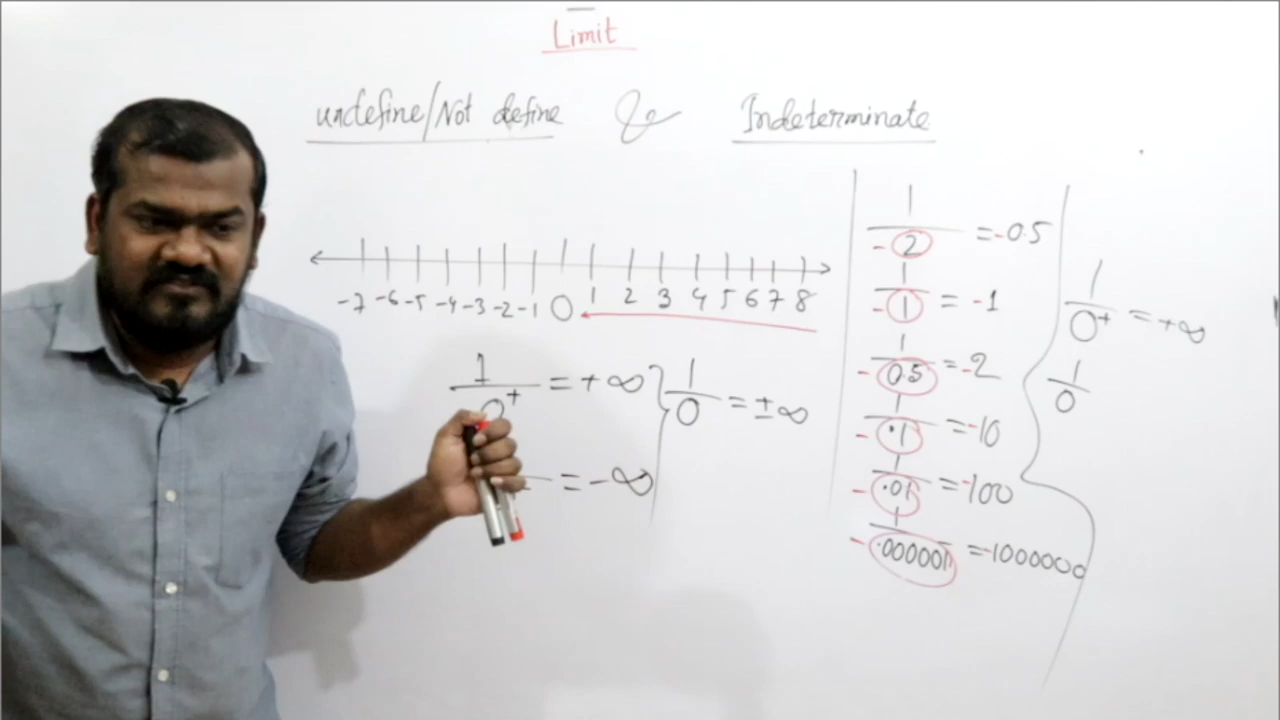 Limit
undefine/Not define & Indeterminate
-7 -6 -5 -4 -3 -2 -1 0 1 2 3 4 5 6 7 8
1/0⁺ = +∞
= -∞
1/0 = ±∞
1/-2 = -0.5
1/-1 = -1
1/-0.5 = -2
1/-.1 = -10
1/-.01 = -100
1/-.000001 = -1000000
1/0⁺ = +∞
1/0